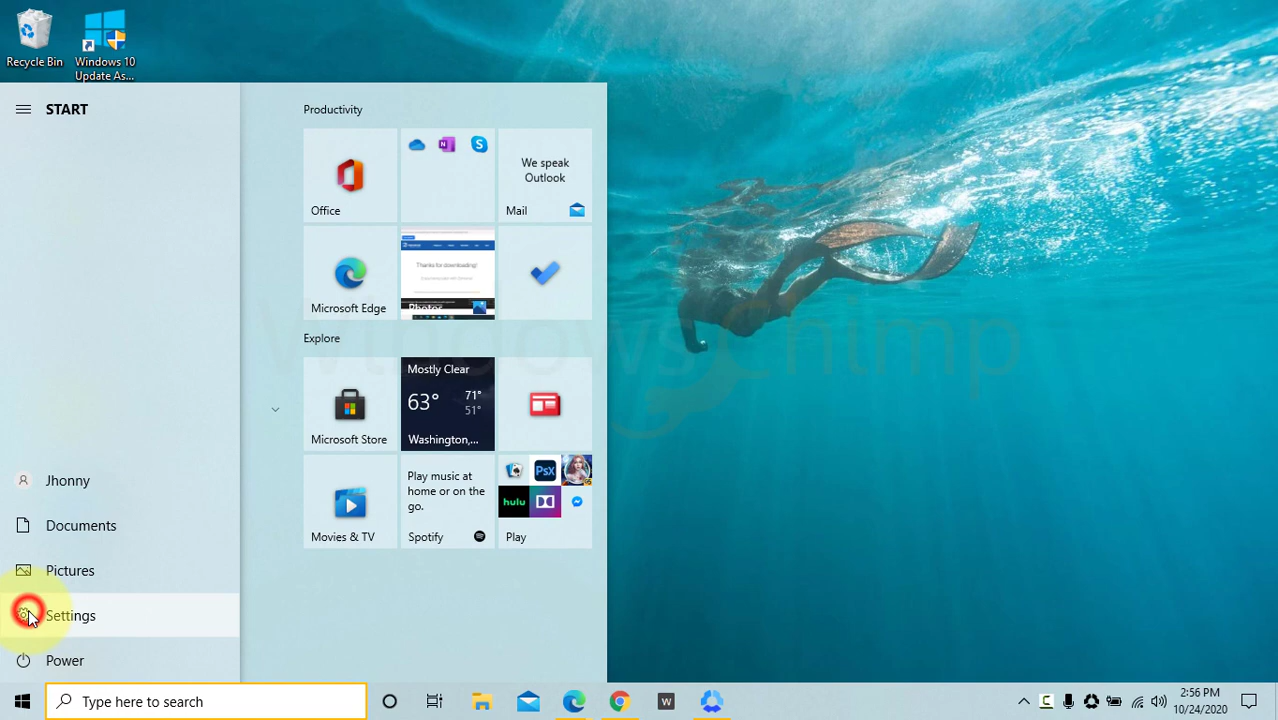 Recycle Bin
Windows 10
Update As...
START
Productivity
Office
We speak
Outlook
Mail
Microsoft Edge
Thanks for downloading!
Photos
Explore
Microsoft Store
Mostly Clear
63°
71°
51°
Washington,...
Movies & TV
Play music at
home or on the
go.
Spotify
PsX
hulu
Play
Jhonny
Documents
Pictures
Settings
Power
WindowsChimp
Type here to search
W
2:56 PM
10/24/2020